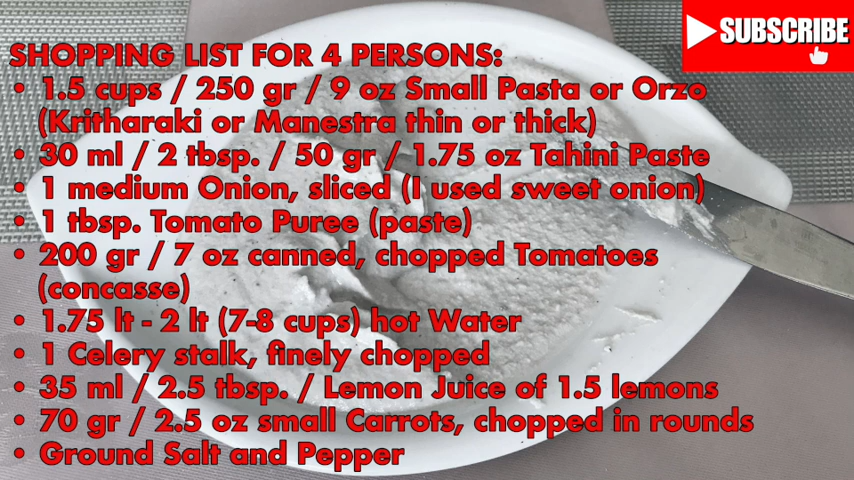 SUBSCRIBE
SHOPPING LIST FOR 4 PERSONS:
• 1.5 cups / 250 gr / 9 oz Small Pasta or Orzo
(Kritharaki or Manestra thin or thick)
• 30 ml / 2 tbsp. / 50 gr / 1.75 oz Tahini Paste
• 1 medium Onion, sliced (I used sweet onion)
• 1 tbsp. Tomato Puree (paste)
• 200 gr / 7 oz canned, chopped Tomatoes
(concasse)
• 1.75 lt - 2 lt (7-8 cups) hot Water
• 1 Celery stalk, finely chopped
• 35 ml / 2.5 tbsp. / Lemon Juice of 1.5 lemons
• 70 gr / 2.5 oz small Carrots, chopped in rounds
• Ground Salt and Pepper